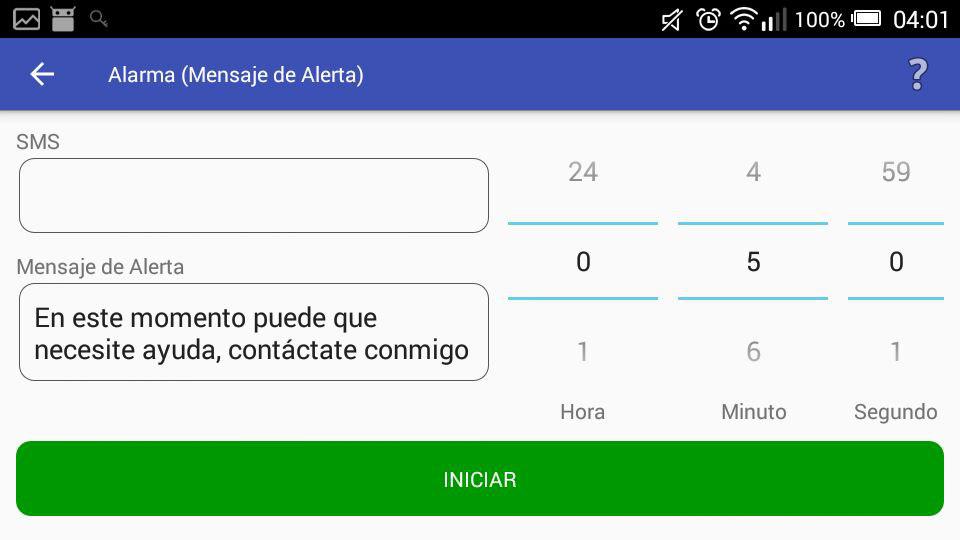 100% 04:01
Alarma (Mensaje de Alerta) ?
SMS
Mensaje de Alerta
En este momento puede que
necesite ayuda, contáctate conmigo
24 4 59
0 5 0
1 6 1
Hora Minuto Segundo
INICIAR